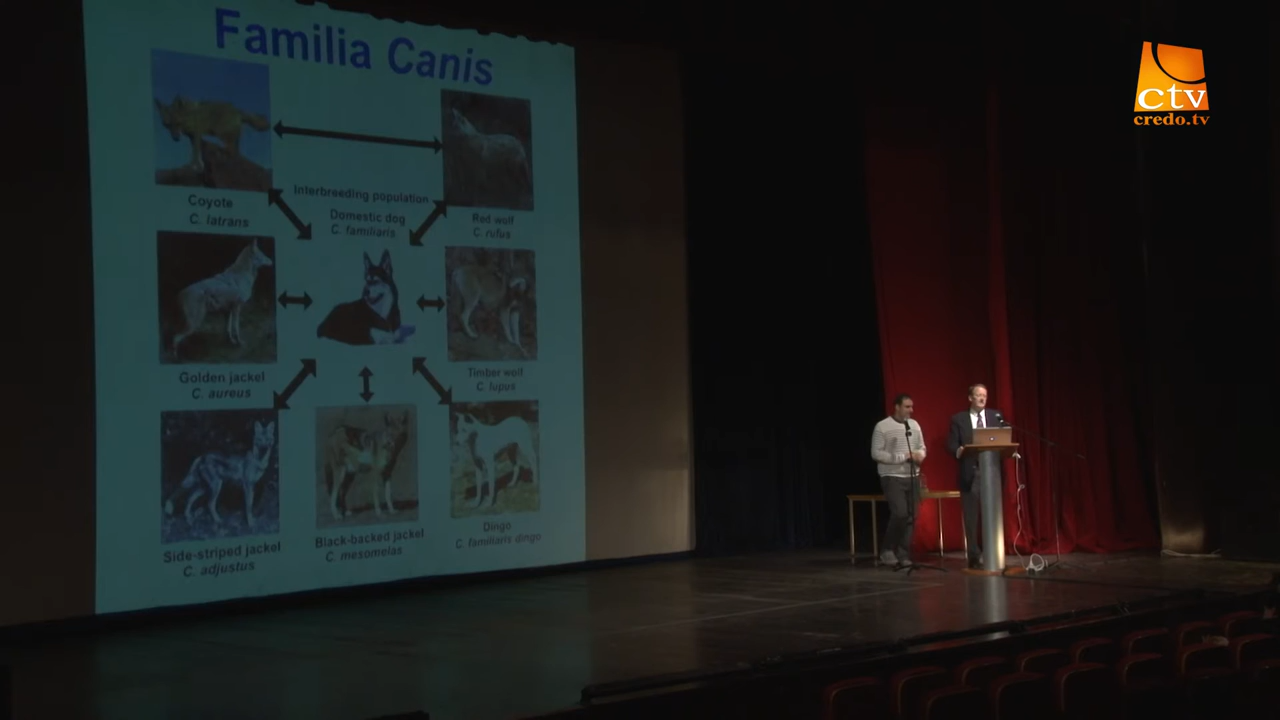 Familia Canis
Coyote
C. latrans
Interbreeding population
Domestic dog
C. familiaris
Red wolf
C. rufus
Golden jackel
C. aureus
Timber wolf
C. lupus
Side-striped jackel
C. adjustus
Black-backed jackel
C. mesomelas
Dingo
C. familiaris dingo
ctv
credo.tv